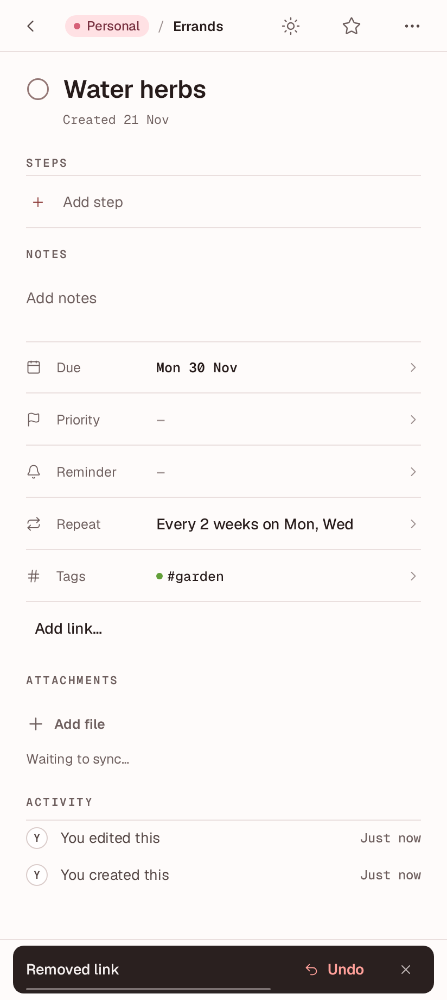 Personal / Errands
Water herbs
Created 21 Nov
STEPS
Add step
NOTES
Add notes
Due Mon 30 Nov
Priority –
Reminder –
Repeat Every 2 weeks on Mon, Wed
Tags #garden
Add link…
ATTACHMENTS
Add file
Waiting to sync…
ACTIVITY
Y You edited this Just now
Y You created this Just now
Removed link Undo